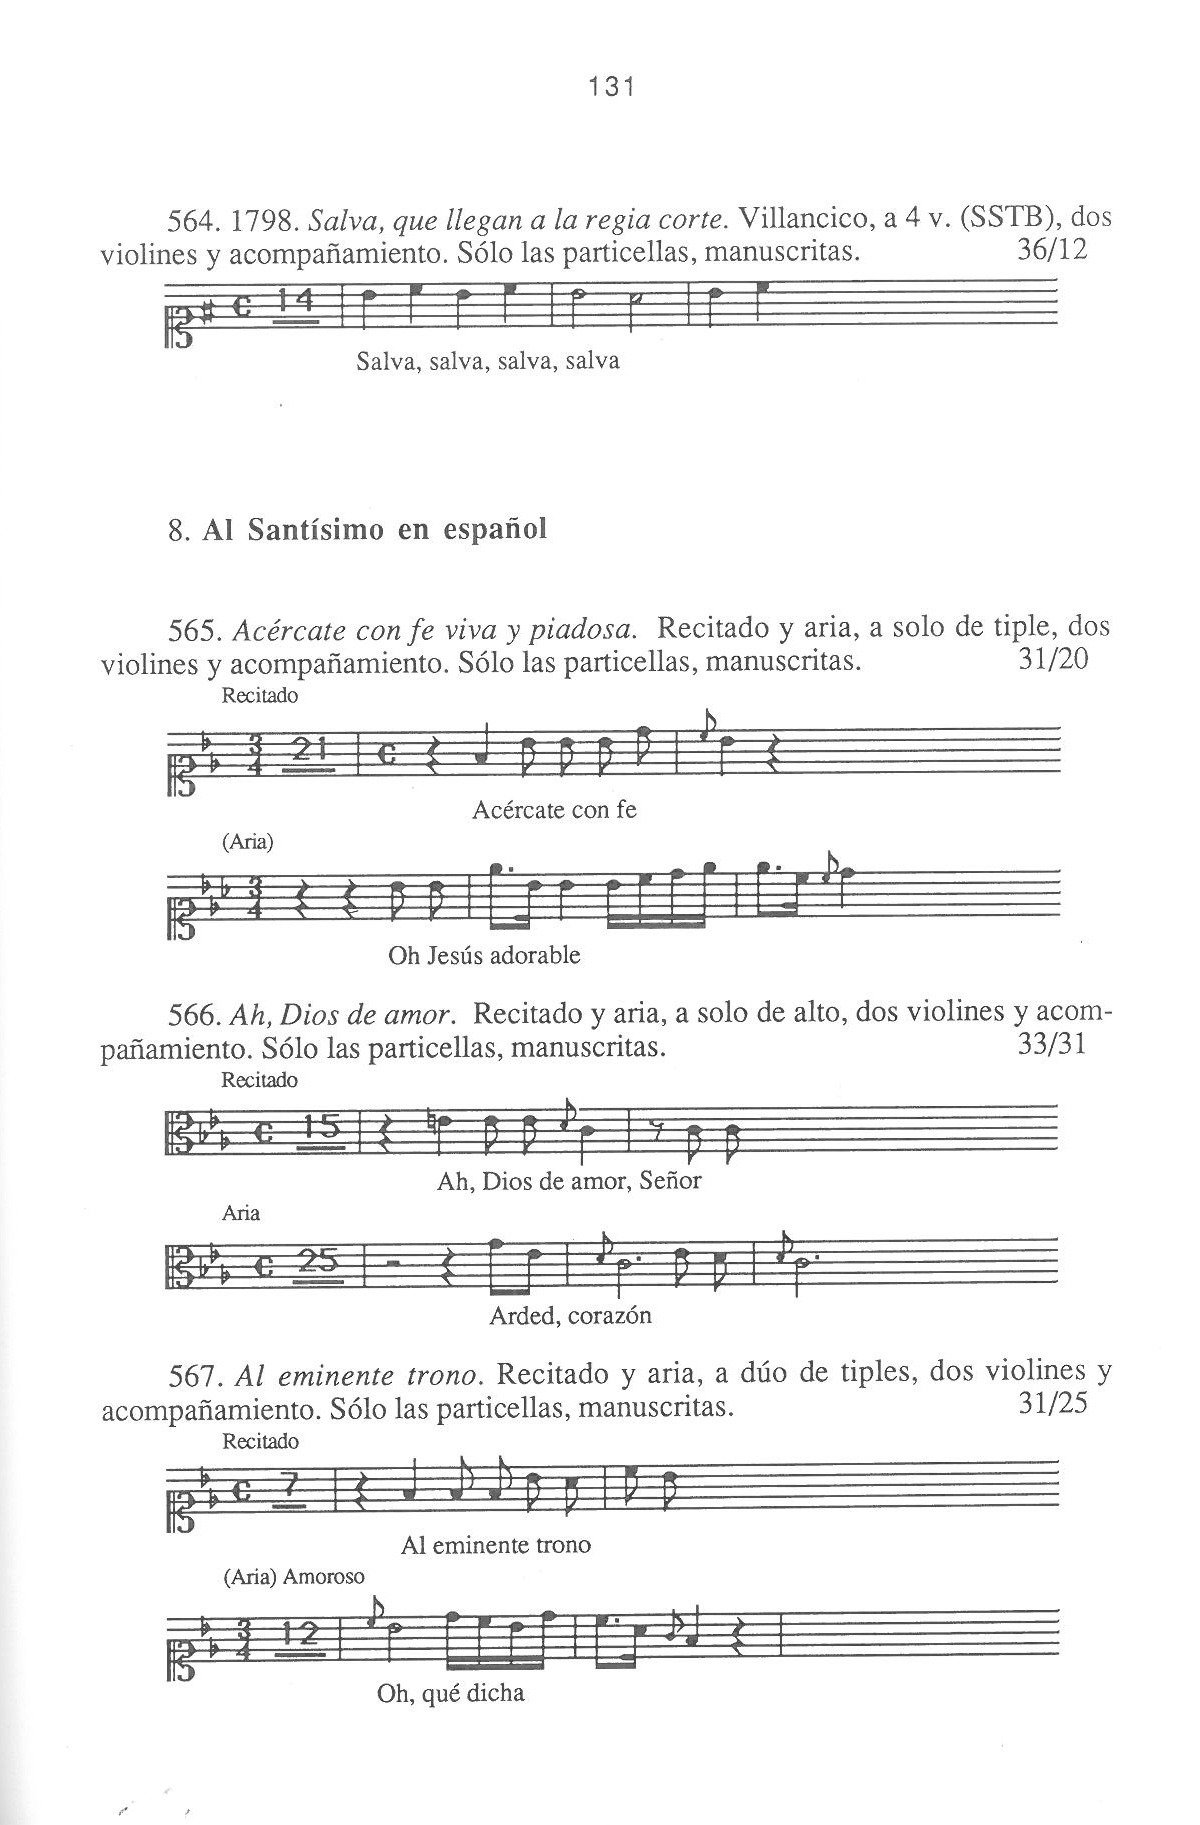 131
564. 1798. Salva, que llegan a la regia corte. Villancico, a 4 v. (SSTB), dos
violines y acompañamiento. Sólo las particellas, manuscritas. 36/12
14
Salva, salva, salva, salva
8. Al Santísimo en español
565. Acércate con fe viva y piadosa. Recitado y aria, a solo de tiple, dos
violines y acompañamiento. Sólo las particellas, manuscritas. 31/20
Recitado
3/4 21
Acércate con fe
(Aria)
3/4
Oh Jesús adorable
566. Ah, Dios de amor. Recitado y aria, a solo de alto, dos violines y acom-
pañamiento. Sólo las particellas, manuscritas. 33/31
Recitado
15
Ah, Dios de amor, Señor
Aria
25
Arded, corazón
567. Al eminente trono. Recitado y aria, a dúo de tiples, dos violines y
acompañamiento. Sólo las particellas, manuscritas. 31/25
Recitado
7
Al eminente trono
(Aria) Amoroso
3/4 12
Oh, qué dicha